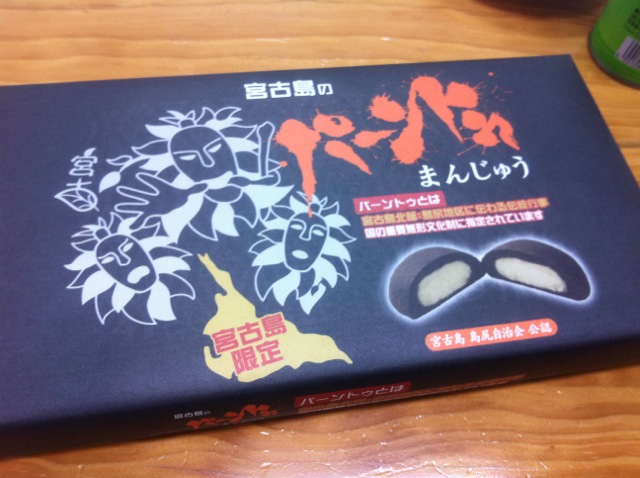 宮古島の
パーントゥ
まんじゅう
パーントゥとは
宮古島北部・島尻地区に伝わる伝統行事
国の重要無形文化財に指定されています
宮古島
限定
宮古島 島尻自治会 公認
宮古島の
パーントゥ
パーントゥとは